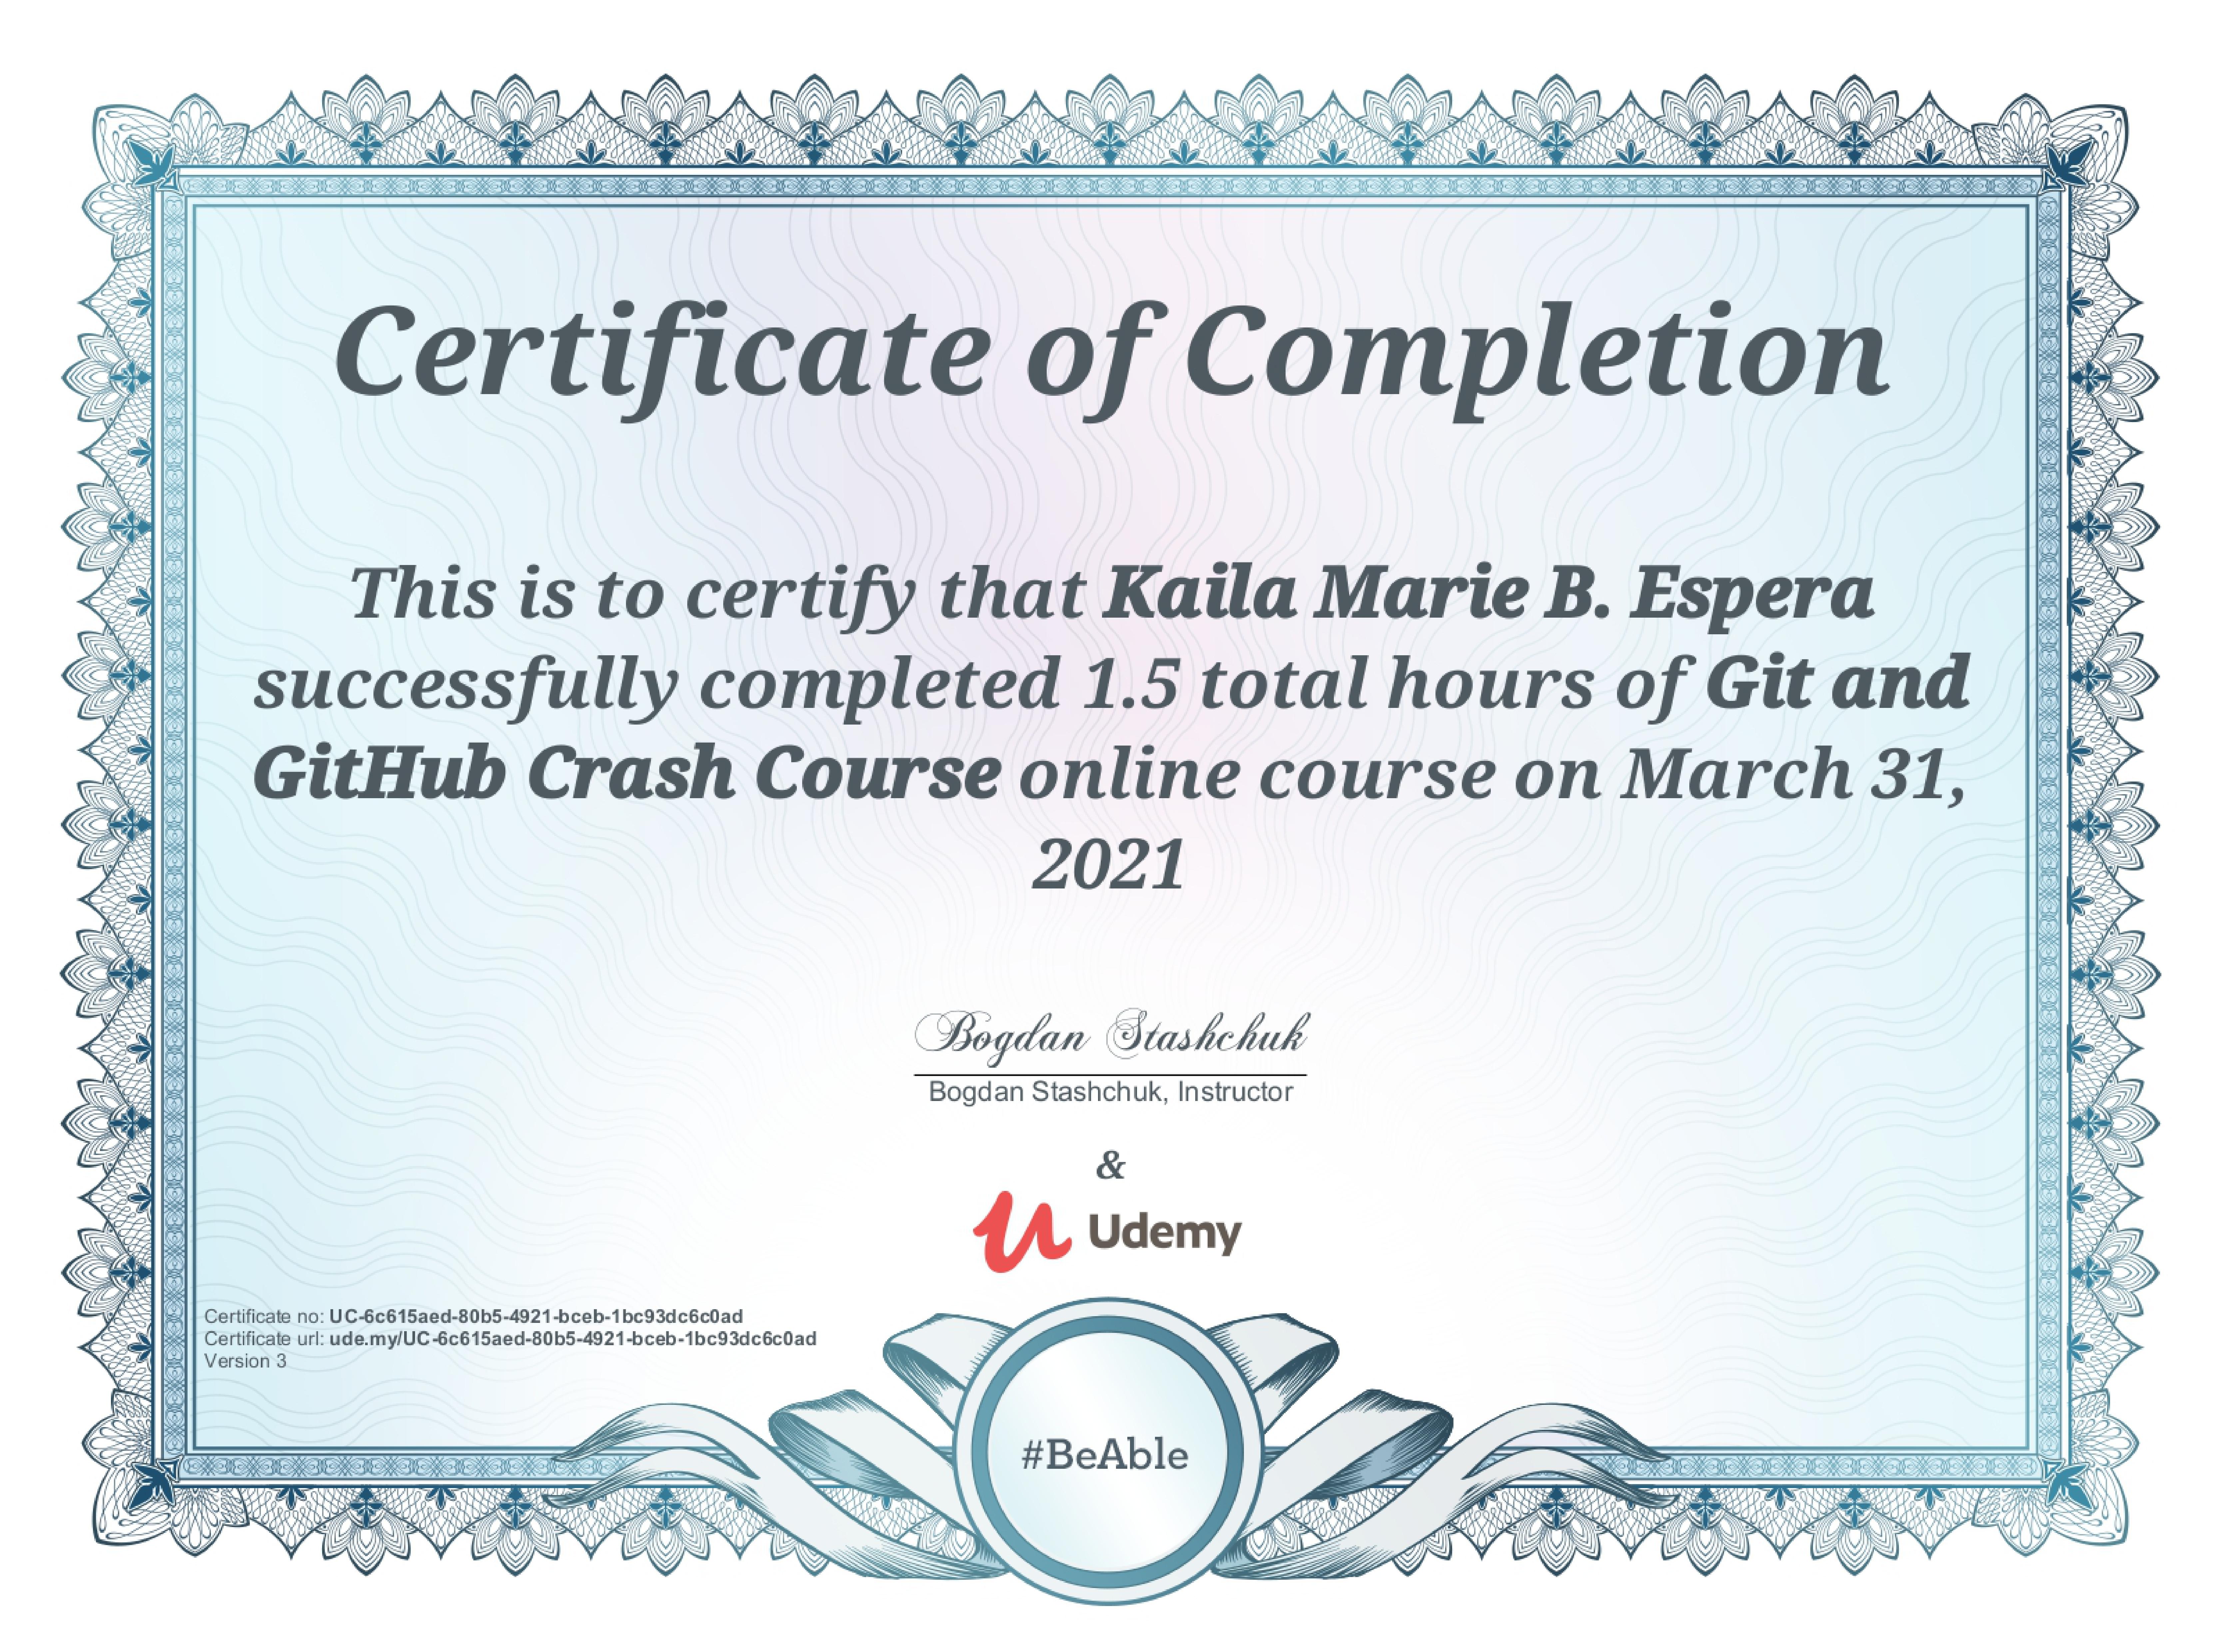 Certificate of Completion
This is to certify that Kaila Marie B. Espera
successfully completed 1.5 total hours of Git and
GitHub Crash Course online course on March 31,
2021
Bogdan Stashchuk
Bogdan Stashchuk, Instructor
&
Udemy
Certificate no: UC-6c615aed-80b5-4921-bceb-1bc93dc6c0ad
Certificate url: ude.my/UC-6c615aed-80b5-4921-bceb-1bc93dc6c0ad
Version 3
#BeAble